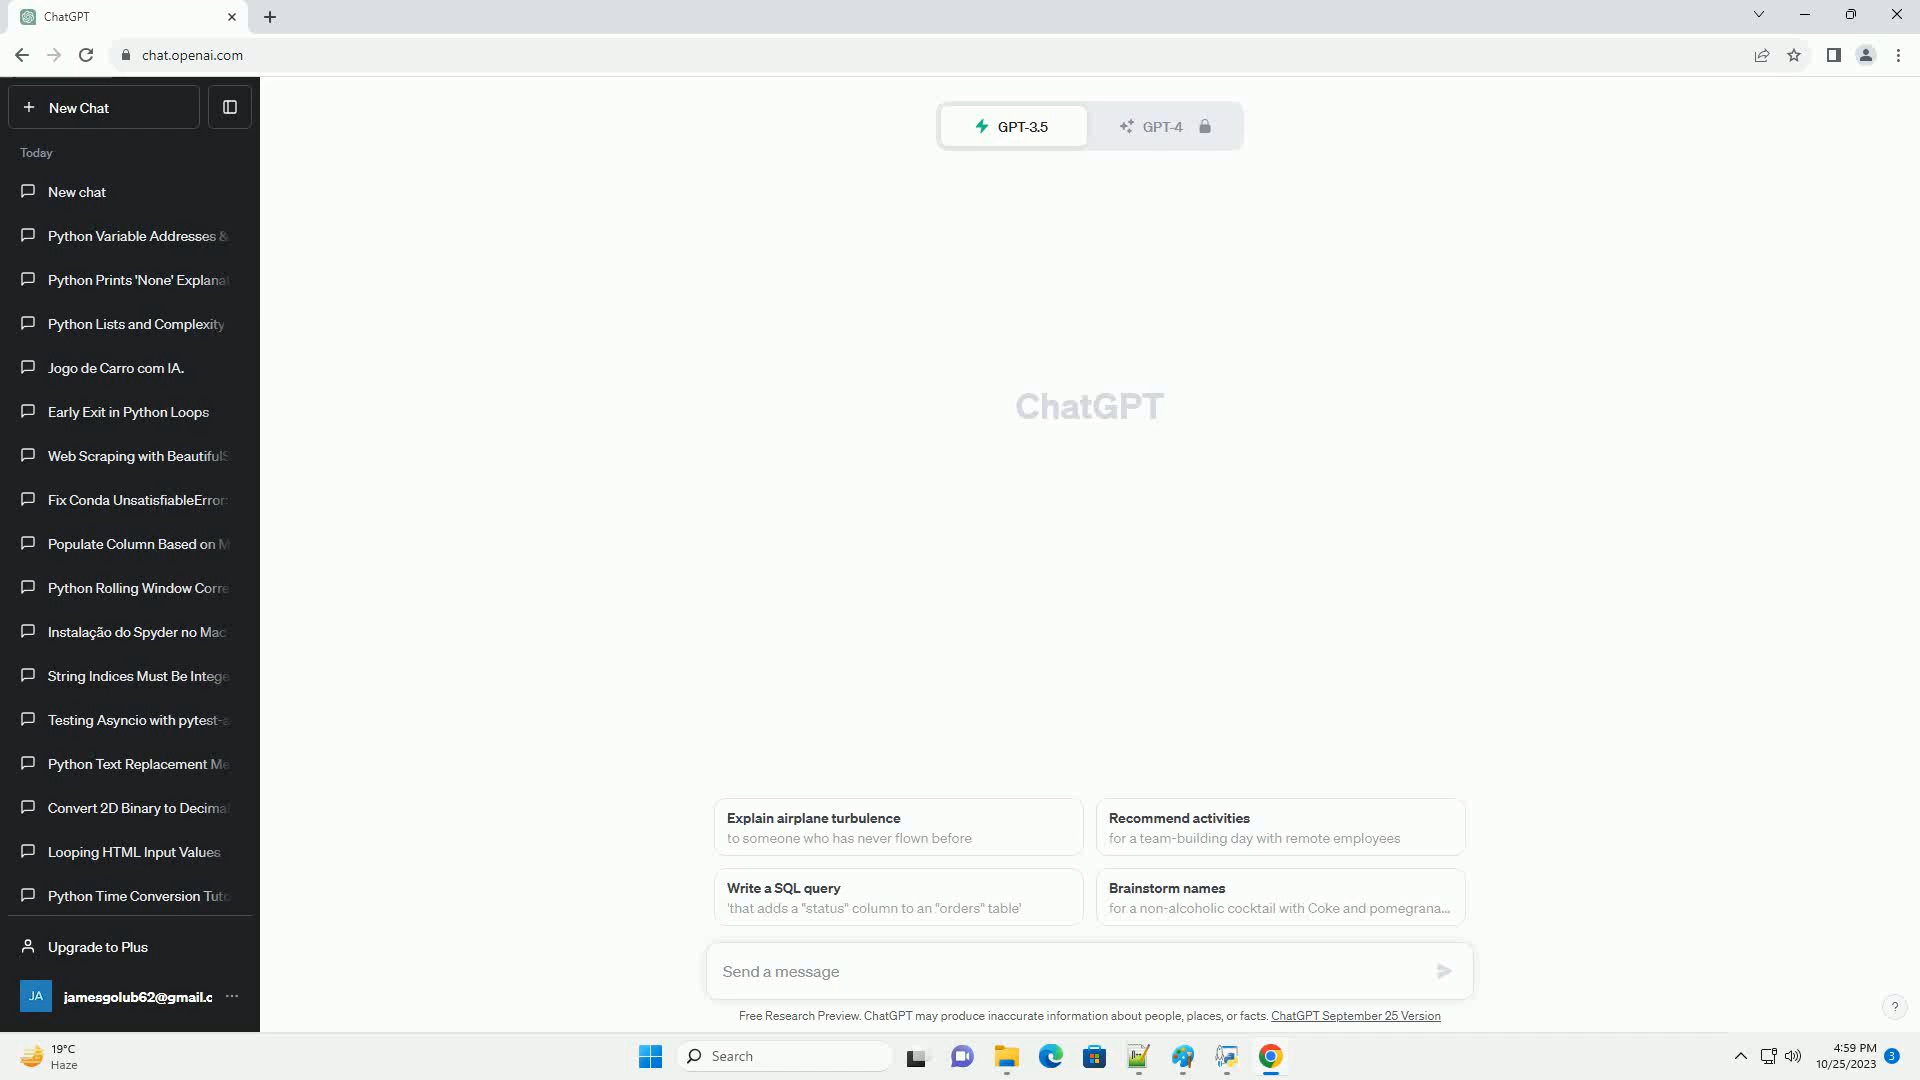 ChatGPT
chat.openai.com
New Chat
Today
New chat
Python Variable Addresses &
Python Prints 'None' Explana
Python Lists and Complexity
Jogo de Carro com IA.
Early Exit in Python Loops
Web Scraping with BeautifulS
Fix Conda UnsatisfiableError:
Populate Column Based on M
Python Rolling Window Corre
Instalação do Spyder no Mac
String Indices Must Be Intege
Testing Asyncio with pytest-a
Python Text Replacement Me
Convert 2D Binary to Decimal
Looping HTML Input Values
Python Time Conversion Tuto
Upgrade to Plus
JA
jamesgolub62@gmail.c
GPT-3.5
GPT-4
ChatGPT
Explain airplane turbulence
to someone who has never flown before
Recommend activities
for a team-building day with remote employees
Write a SQL query
'that adds a "status" column to an "orders" table'
Brainstorm names
for a non-alcoholic cocktail with Coke and pomegrana...
Send a message
Free Research Preview. ChatGPT may produce inaccurate information about people, places, or facts. ChatGPT September 25 Version
?
19°C
Haze
Search
4:59 PM
10/25/2023
3